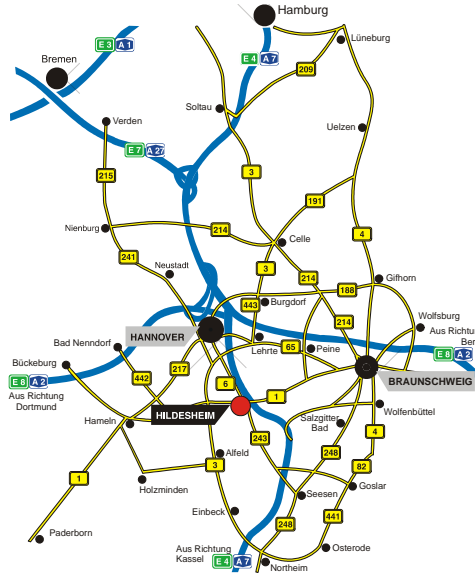 Hamburg
E 3 A 1
Lüneburg
Bremen
E 4 A 7
209
Soltau
Verden
Uelzen
E 7 A 27
215
3
191
Nienburg
214
4
Celle
241
Neustadt
3
214
Gifhorn
188
443
Burgdorf
214
Wolfsburg
HANNOVER
Aus Richtung
Ber
Lehrte
65
Peine
Bad Nenndorf
E 8 A 2
Bückeburg
217
E 8 A 2
442
6
BRAUNSCHWEIG
Aus Richtung
Dortmund
1
HILDESHEIM
Wolfenbüttel
Hameln
Salzgitter
Bad
4
243
Alfeld
248
3
82
1
Holzminden
Seesen
Goslar
Einbeck
441
248
Paderborn
Aus Richtung
Kassel
Osterode
E 4 A 7
Northeim